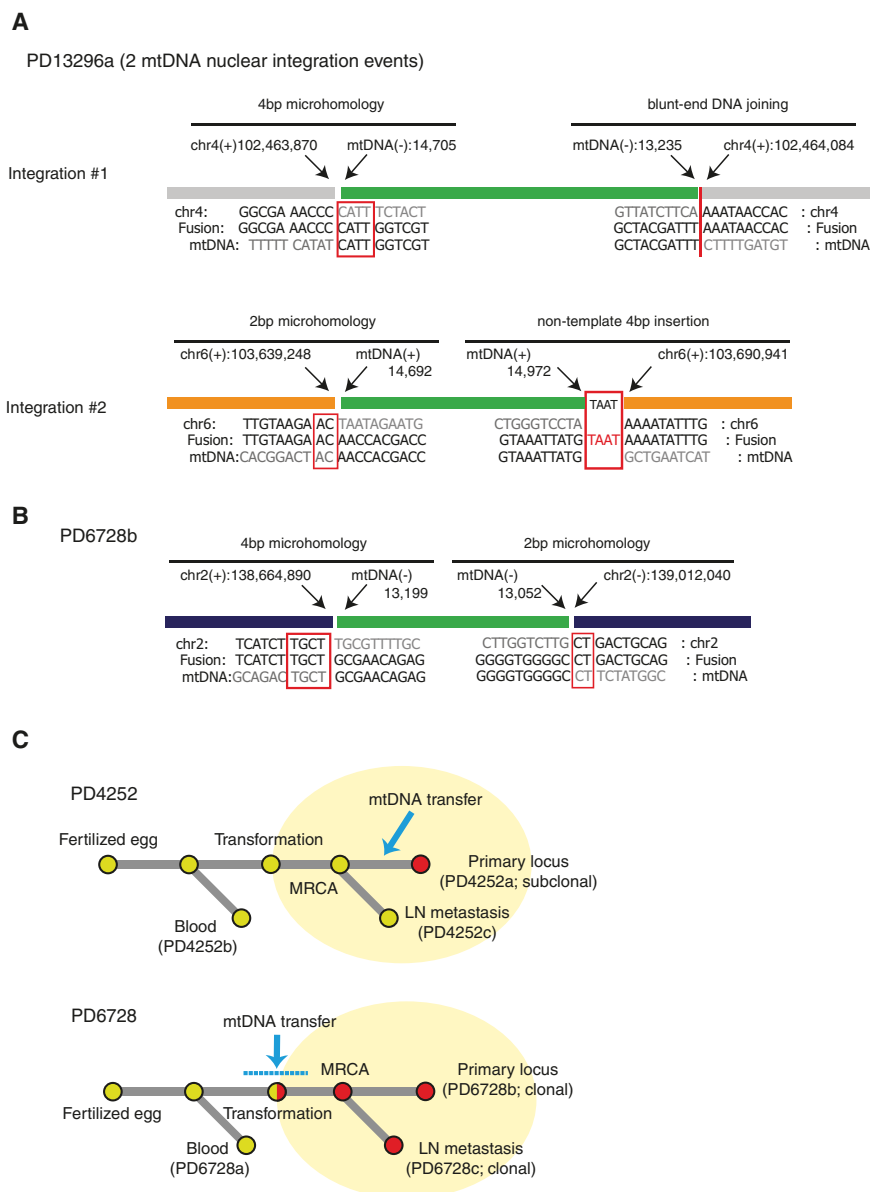 A
PD13296a (2 mtDNA nuclear integration events)
4bp microhomology
blunt-end DNA joining
chr4(+)102,463,870
mtDNA(-):14,705
mtDNA(-):13,235
chr4(+):102,464,084
Integration #1
chr4: GGCGA AACCC CATT TCTACT GTTATCTTCA AAATAACCAC : chr4
Fusion: GGCGA AACCC CATT GGTCGT GCTACGATTT AAATAACCAC : Fusion
mtDNA: TTTTT CATAT CATT GGTCGT GCTACGATTT CTTTTGATGT : mtDNA
2bp microhomology
non-template 4bp insertion
chr6(+):103,639,248
mtDNA(+)
14,692
mtDNA(+)
14,972
chr6(+):103,690,941
Integration #2
TAAT
chr6: TTGTAAGA AC TAATAGAATG CTGGGTCCTA AAAATATTTG : chr6
Fusion: TTGTAAGA AC AACCACGACC GTAAATTATG TAAT AAAATATTTG : Fusion
mtDNA:CACGGACT AC AACCACGACC GTAAATTATG GCTGAATCAT : mtDNA
B
PD6728b
4bp microhomology
2bp microhomology
chr2(+):138,664,890
mtDNA(-)
13,199
mtDNA(-)
13,052
chr2(-):139,012,040
chr2: TCATCT TGCT TGCGTTTTGC CTTGGTCTTG CT GACTGCAG : chr2
Fusion: TCATCT TGCT GCGAACAGAG GGGGTGGGGC CT GACTGCAG : Fusion
mtDNA:GCAGAC TGCT GCGAACAGAG GGGGTGGGGC CT TCTATGGC : mtDNA
C
PD4252
mtDNA transfer
Fertilized egg
Transformation
MRCA
Primary locus
(PD4252a; subclonal)
Blood
(PD4252b)
LN metastasis
(PD4252c)
PD6728
mtDNA transfer
MRCA
Primary locus
(PD6728b; clonal)
Fertilized egg
Transformation
Blood
(PD6728a)
LN metastasis
(PD6728c; clonal)